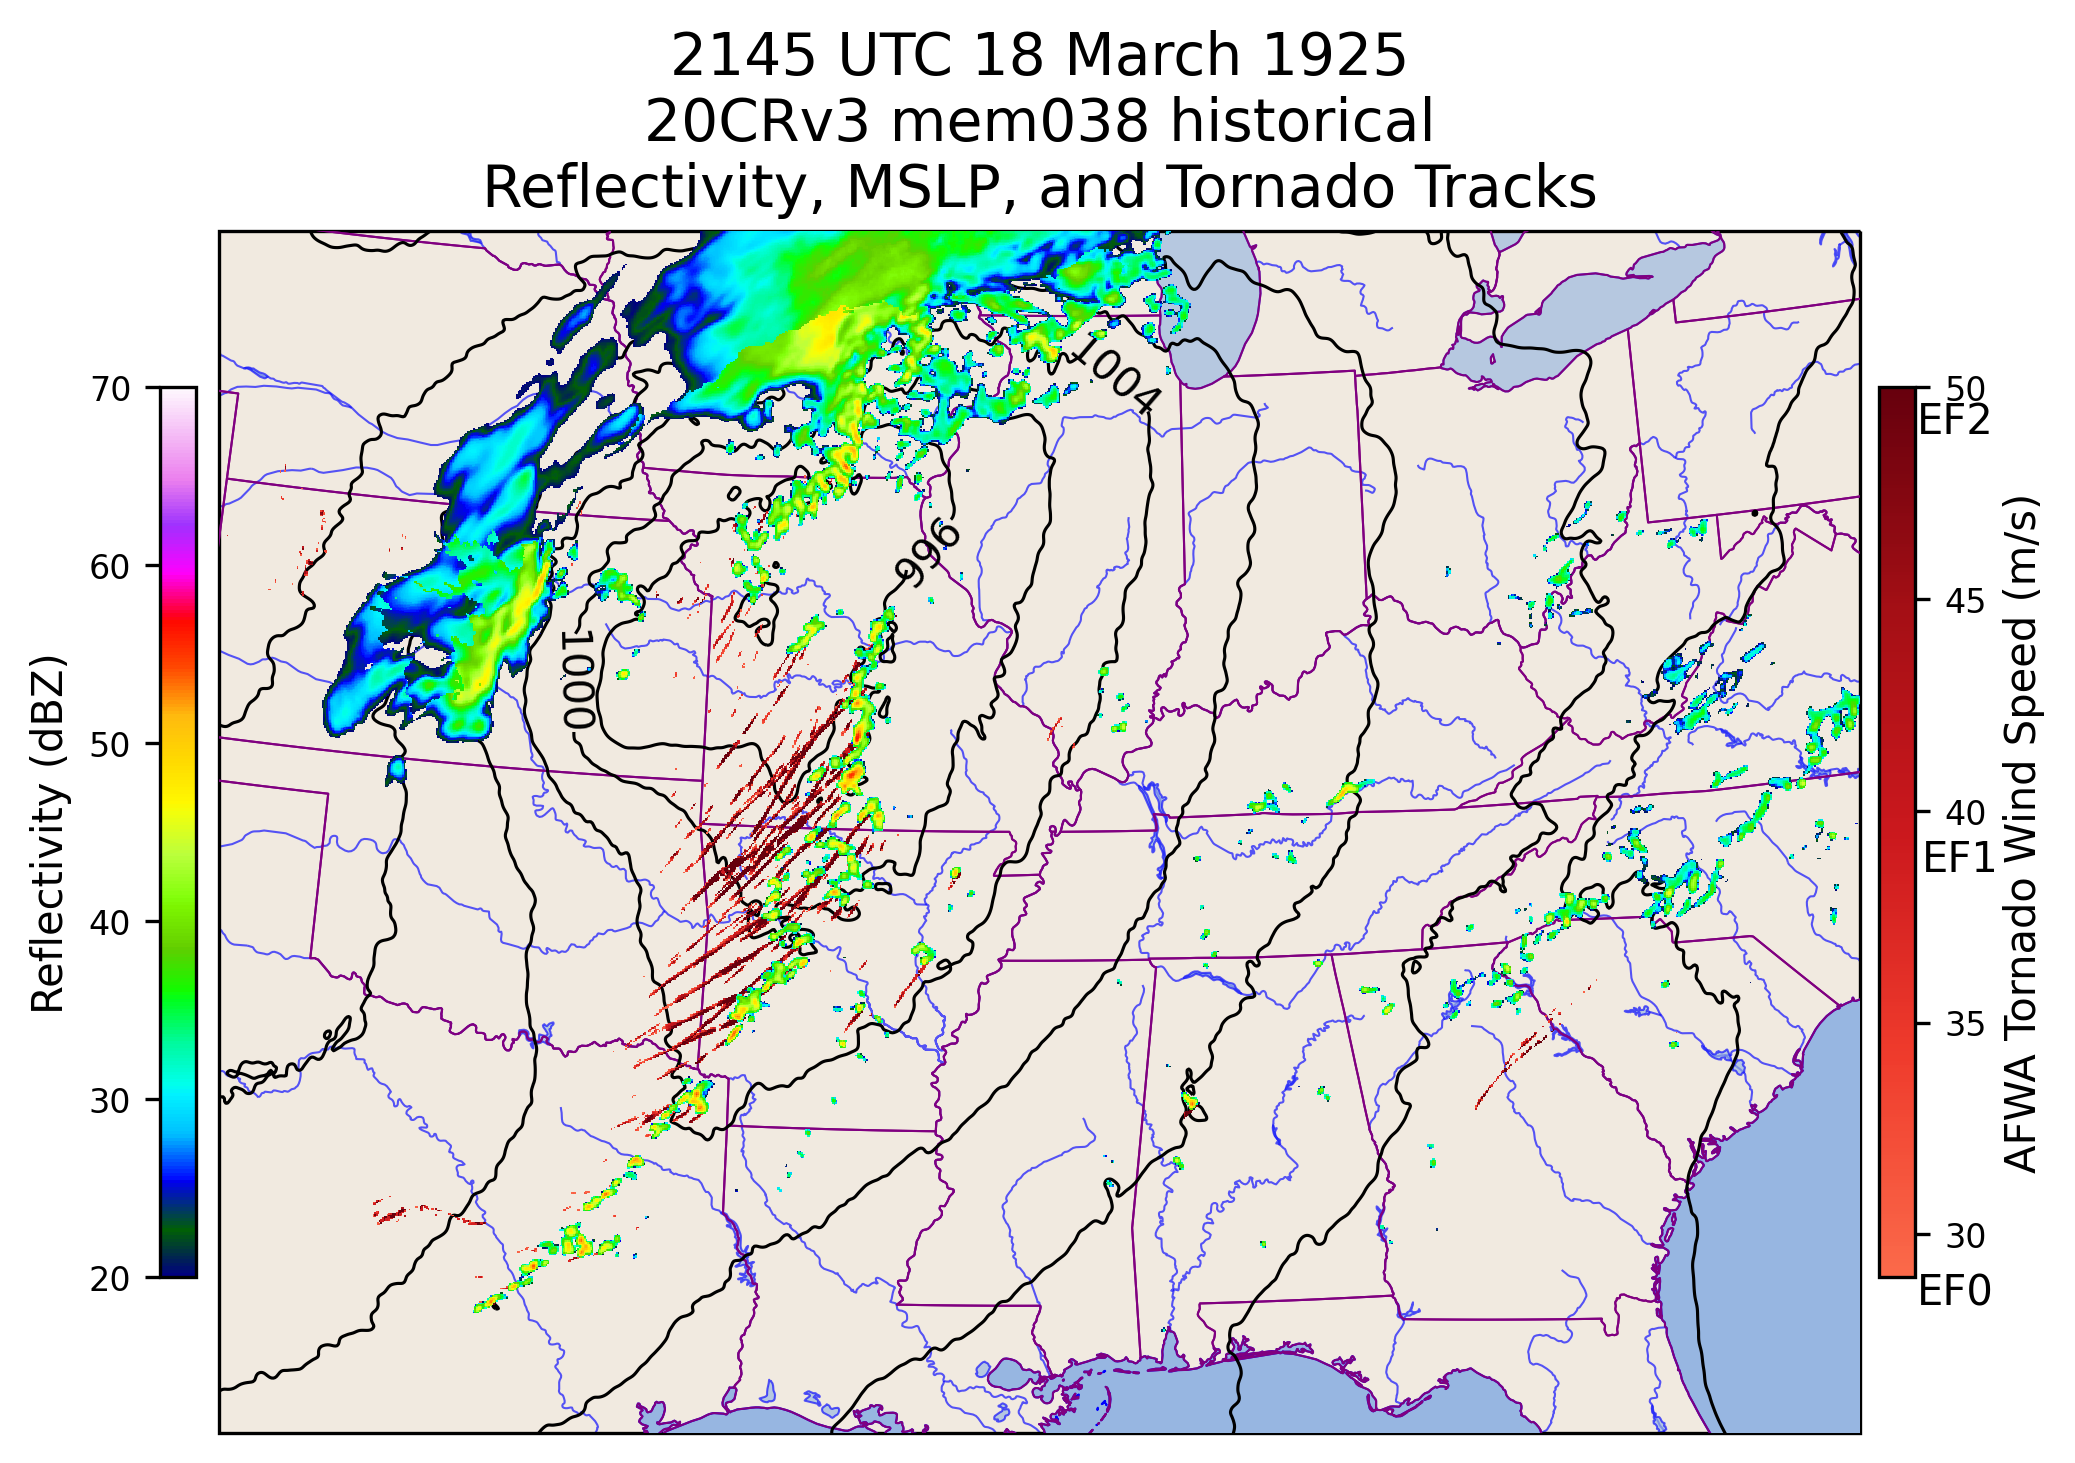 2145 UTC 18 March 1925
20CRv3 mem038 historical
Reflectivity, MSLP, and Tornado Tracks
Reflectivity (dBZ)
70
60
50
40
30
20
1004
996
1000
50
EF2
45
40
EF1
35
30
EF0
AFWA Tornado Wind Speed (m/s)